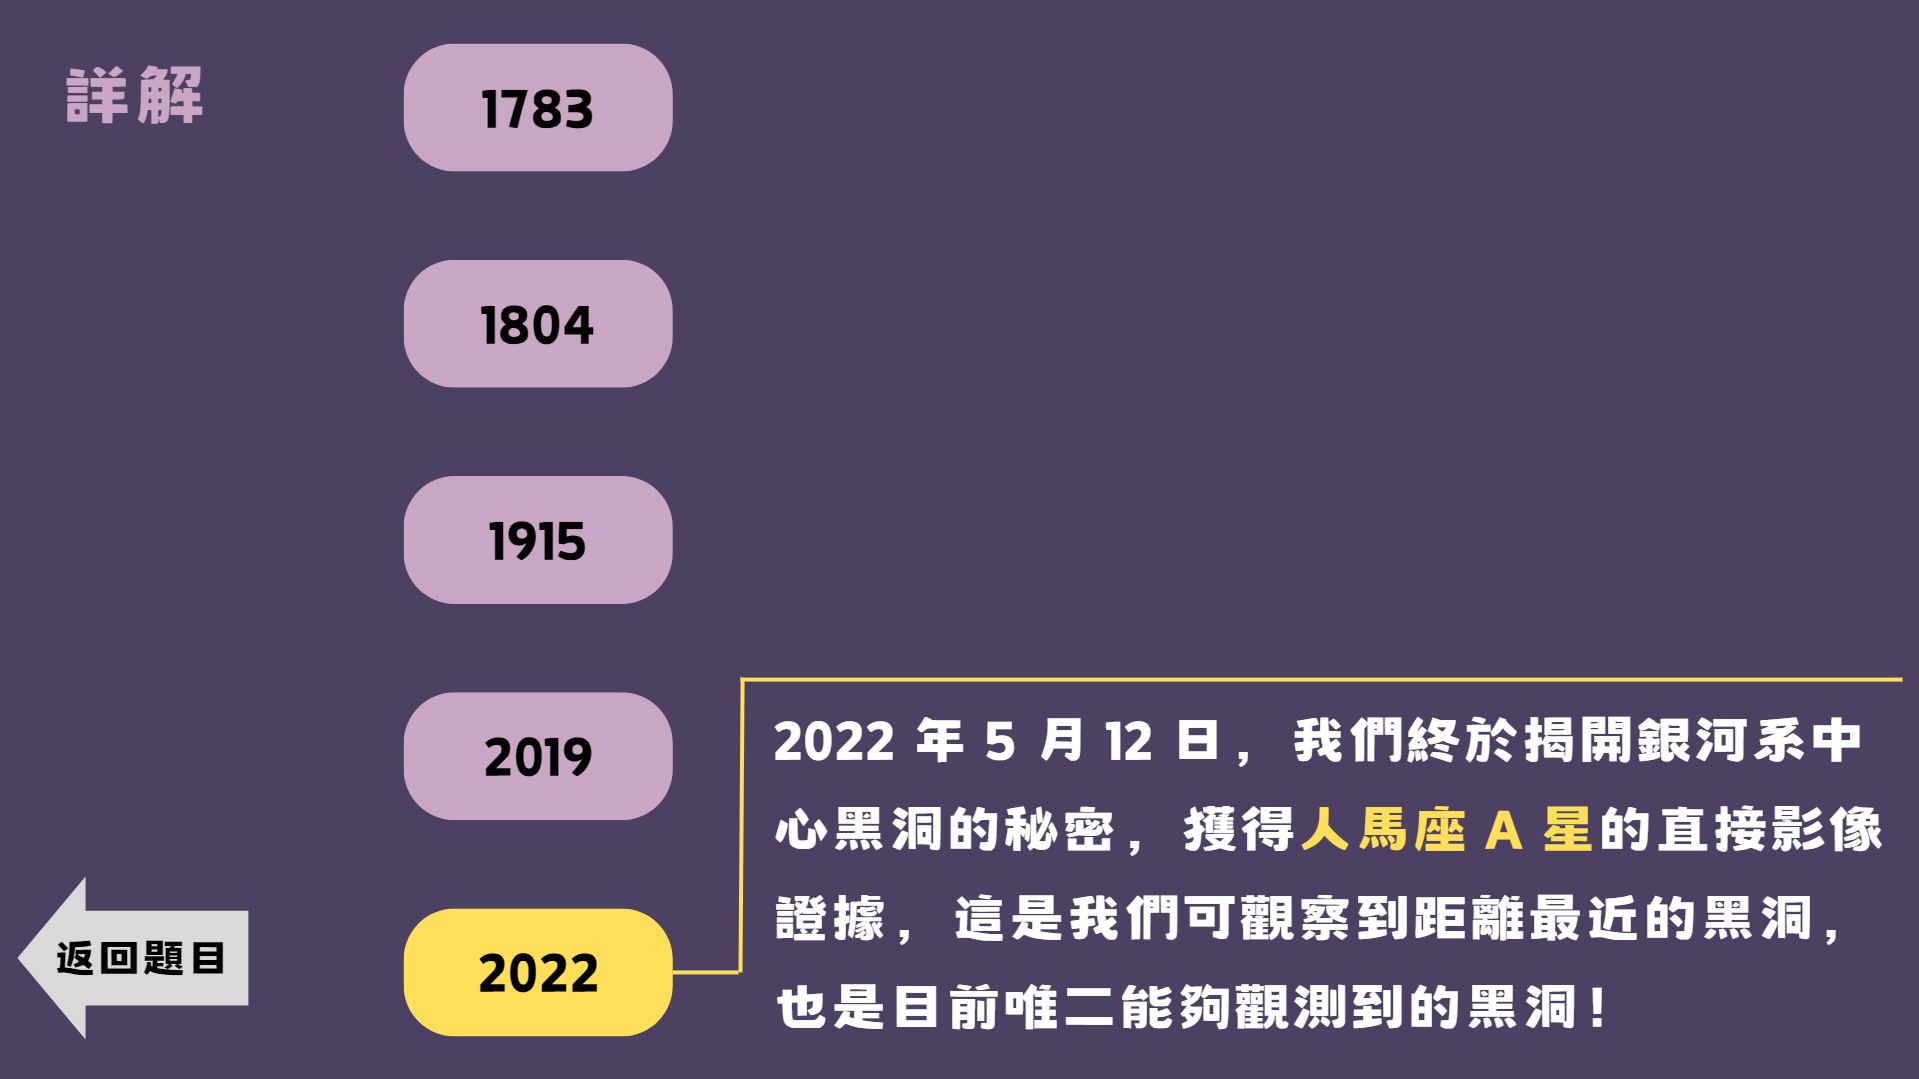 詳解
1783
1804
1915
2019
2022
2022 年 5 月 12 日，我們終於揭開銀河系中
心黑洞的秘密，獲得人馬座 A 星的直接影像
證據，這是我們可觀察到距離最近的黑洞，
也是目前唯二能夠觀測到的黑洞！
返回題目